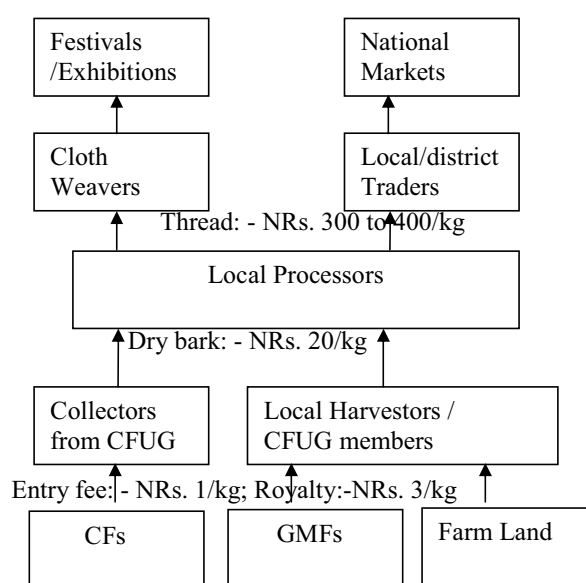 Festivals
/Exhibitions
National
Markets
Cloth
Weavers
Local/district
Traders
Thread: - NRs. 300 to 400/kg
Local Processors
Dry bark: - NRs. 20/kg
Collectors
from CFUG
Local Harvestors /
CFUG members
Entry fee: - NRs. 1/kg; Royalty:-NRs. 3/kg
CFs
GMFs
Farm Land